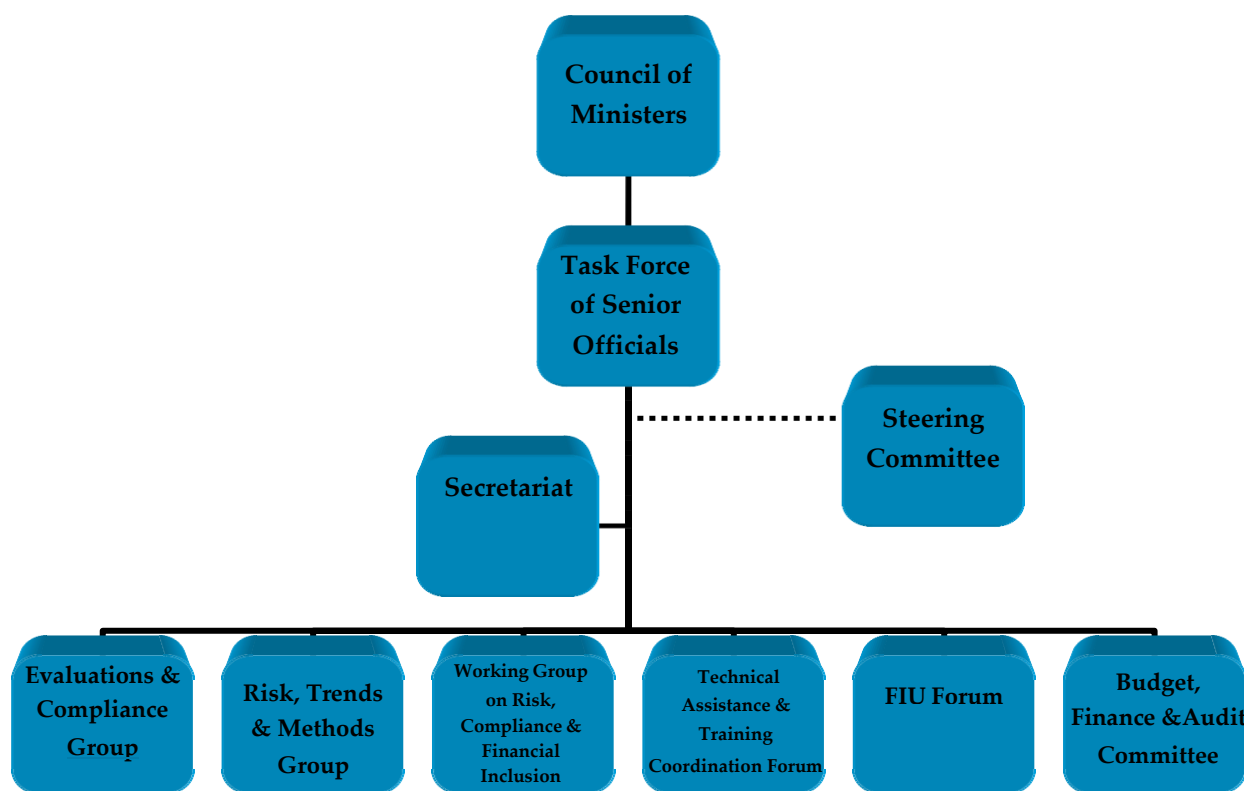 Council of
Ministers
Task Force
of Senior
Officials
Steering
Committee
Secretariat
Evaluations &
Compliance
Group
Risk, Trends
& Methods
Group
Working Group
on Risk,
Compliance &
Financial
Inclusion
Technical
Assistance &
Training
Coordination Forum
FIU Forum
Budget,
Finance &Audit
Committee